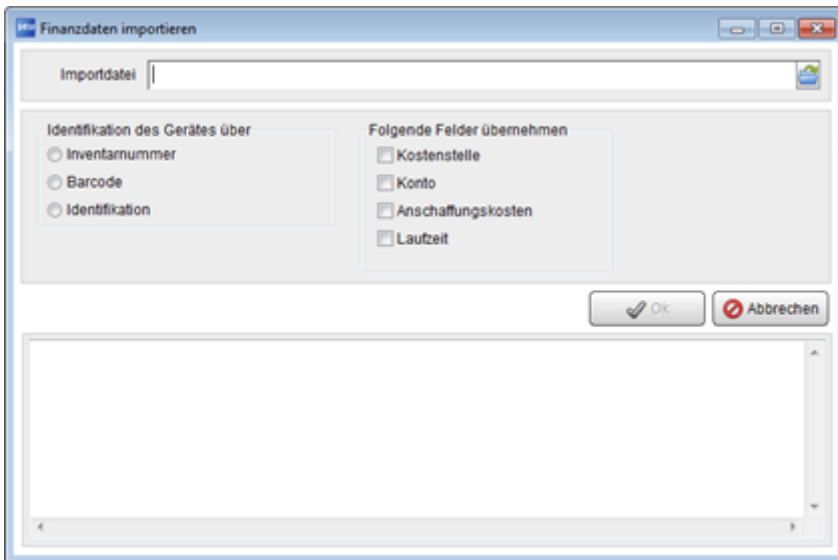 Finanzdaten importieren
Importdatei
Identifikation des Gerätes über
Inventarnummer
Barcode
Identifikation
Folgende Felder übernehmen
Kostenstelle
Konto
Anschaffungskosten
Laufzeit
Ok
Abbrechen